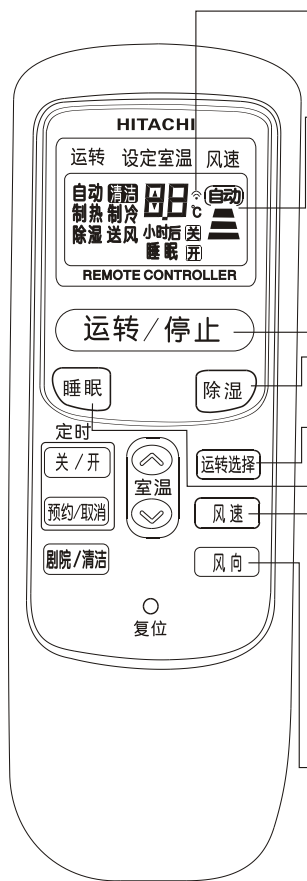 HITACHI
运转 设定室温 风速
自动 清洁 88 自动
制热 制冷 ℃
除湿 送风 小时后 关
睡眠 开
REMOTE CONTROLLER
运转/停止
睡眠 除湿
定时
关/开 运转选择
室温
预约/取消 风速
剧院/清洁 风向
复位